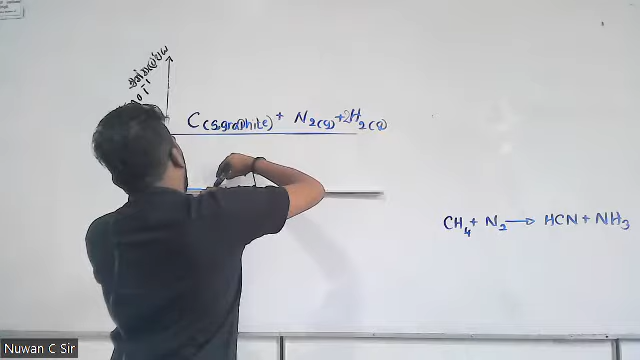 C(s,graphite) + N2(g) + 2H2(g)
CH4 + N2 → HCN + NH3
Nuwan C Sir